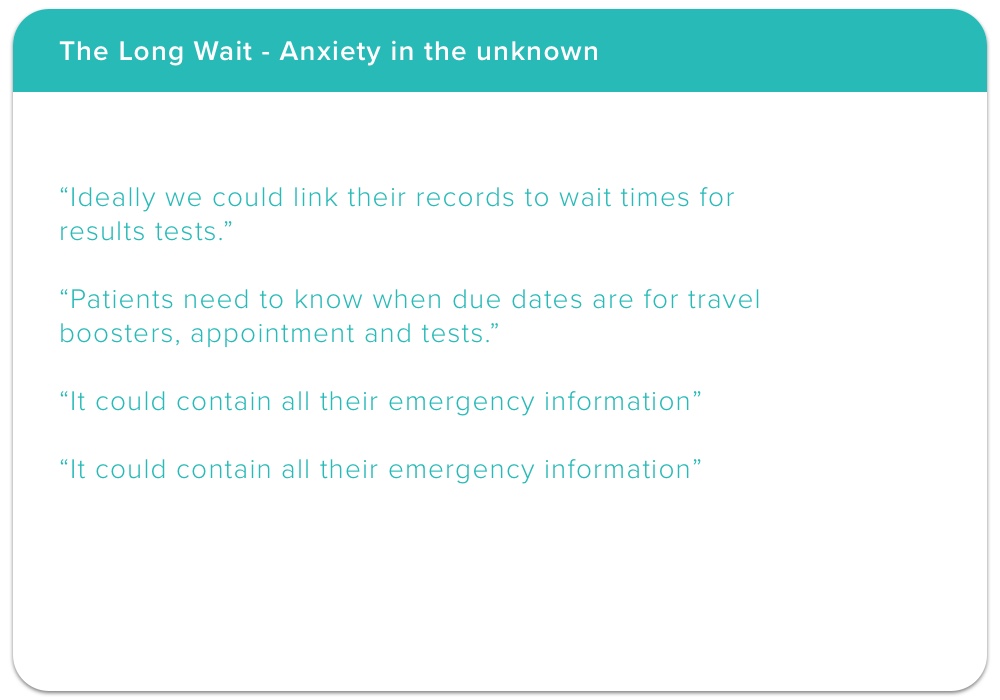 The Long Wait - Anxiety in the unknown
“Ideally we could link their records to wait times for
results tests.”
“Patients need to know when due dates are for travel
boosters, appointment and tests.”
“It could contain all their emergency information”
“It could contain all their emergency information”